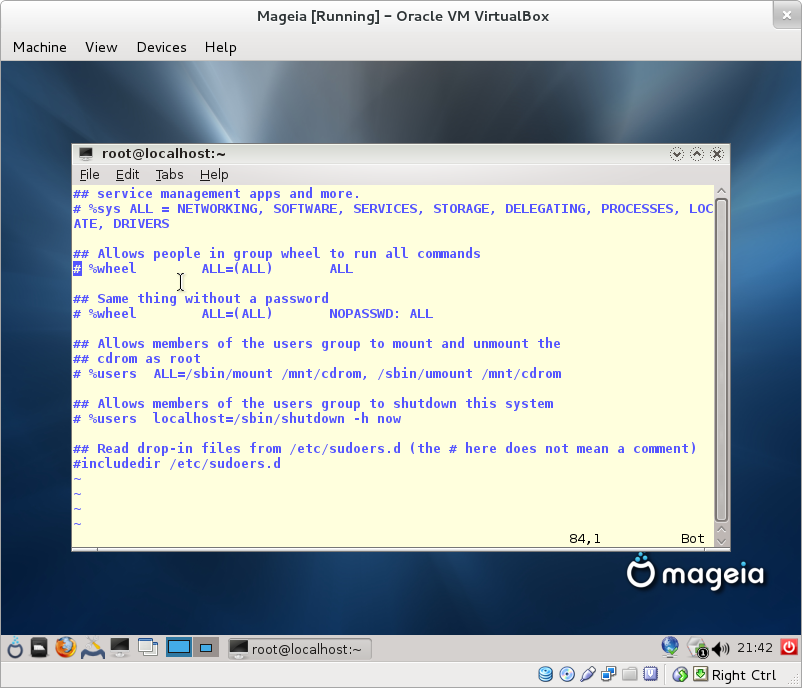 Mageia [Running] – Oracle VM VirtualBox
Machine View Devices Help
root@localhost:~
File Edit Tabs Help
## service management apps and more.
# %sys ALL = NETWORKING, SOFTWARE, SERVICES, STORAGE, DELEGATING, PROCESSES, LOC
ATE, DRIVERS
## Allows people in group wheel to run all commands
# %wheel        ALL=(ALL)       ALL
## Same thing without a password
# %wheel        ALL=(ALL)       NOPASSWD: ALL
## Allows members of the users group to mount and unmount the
## cdrom as root
# %users  ALL=/sbin/mount /mnt/cdrom, /sbin/umount /mnt/cdrom
## Allows members of the users group to shutdown this system
# %users  localhost=/sbin/shutdown -h now
## Read drop-in files from /etc/sudoers.d (the # here does not mean a comment)
#includedir /etc/sudoers.d
~
~
~
~
84,1          Bot
mageia
root@localhost:~
1
21:42
Right Ctrl